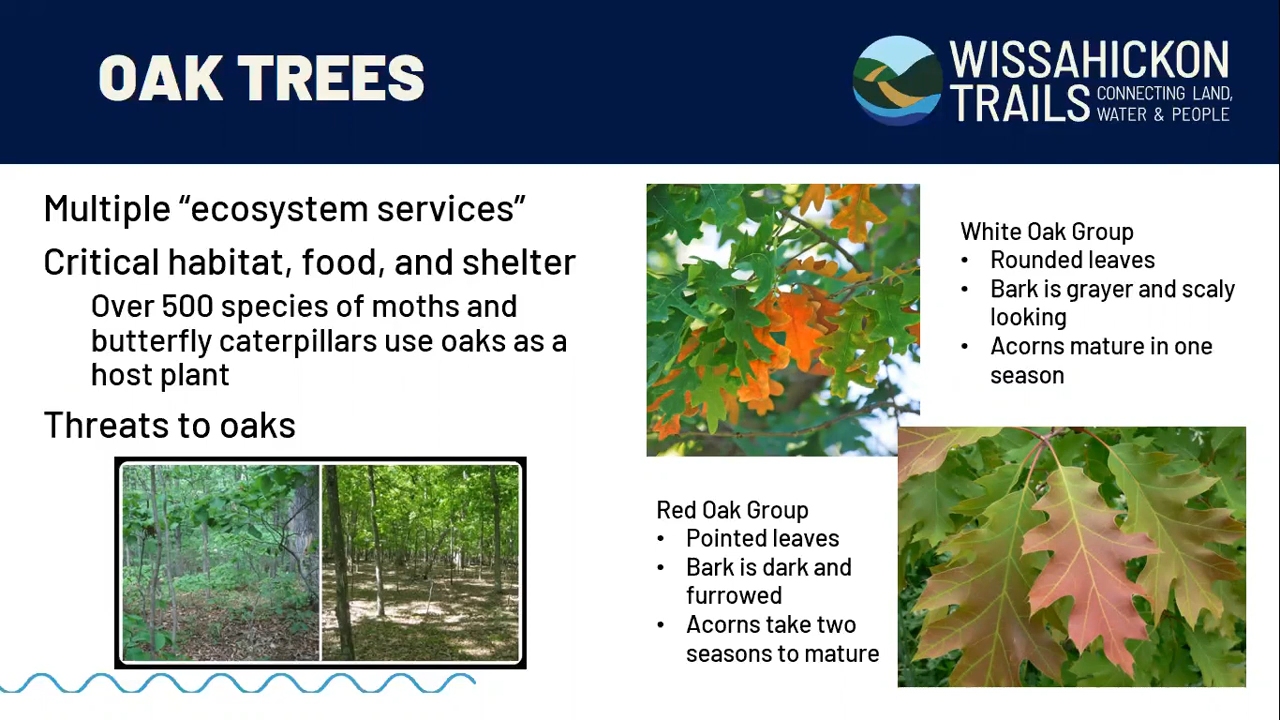 OAK TREES
WISSAHICKON
TRAILS CONNECTING LAND,
WATER & PEOPLE
Multiple “ecosystem services”
Critical habitat, food, and shelter
Over 500 species of moths and
butterfly caterpillars use oaks as a
host plant
Threats to oaks
White Oak Group
• Rounded leaves
• Bark is grayer and scaly
looking
• Acorns mature in one
season
Red Oak Group
• Pointed leaves
• Bark is dark and
furrowed
• Acorns take two
seasons to mature